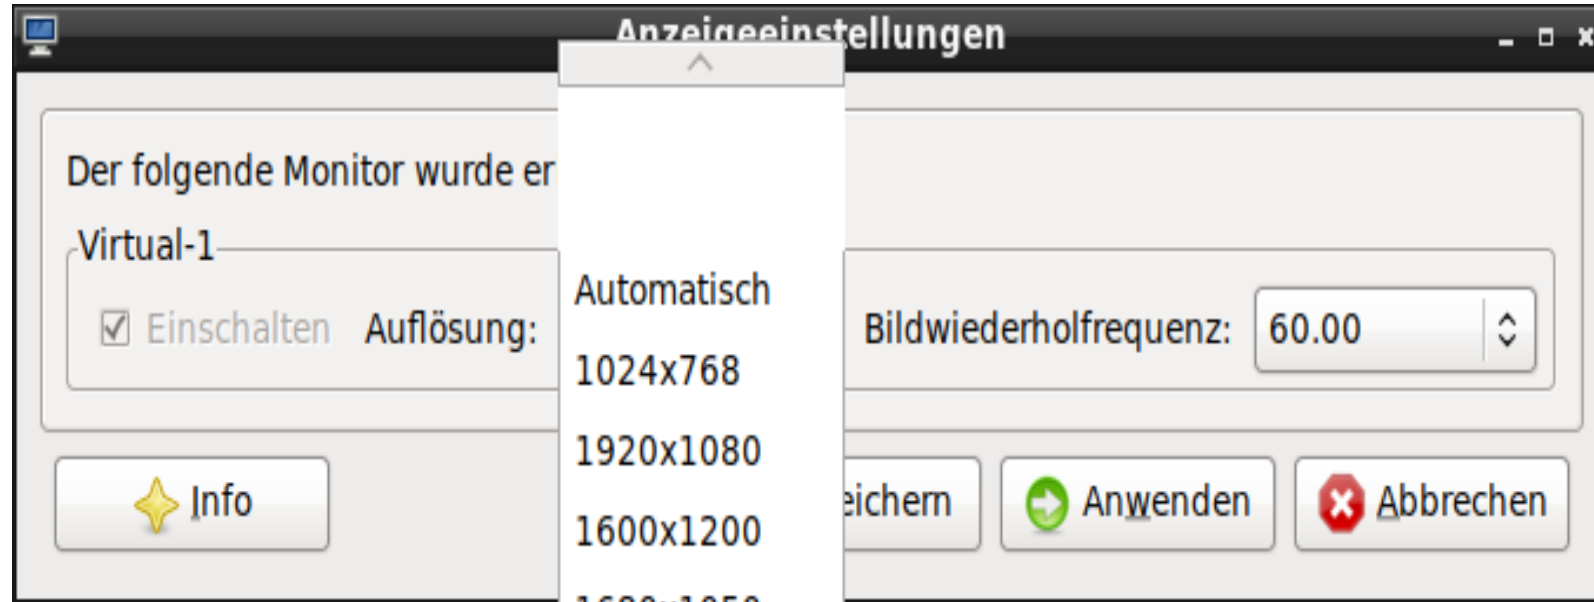 Anzeigeeinstellungen
Der folgende Monitor wurde er
Virtual-1
Einschalten Auflösung: Bildwiederholfrequenz: 60.00
Automatisch
1024x768
1920x1080
1600x1200
1680x1050
Info eichern Anwenden Abbrechen